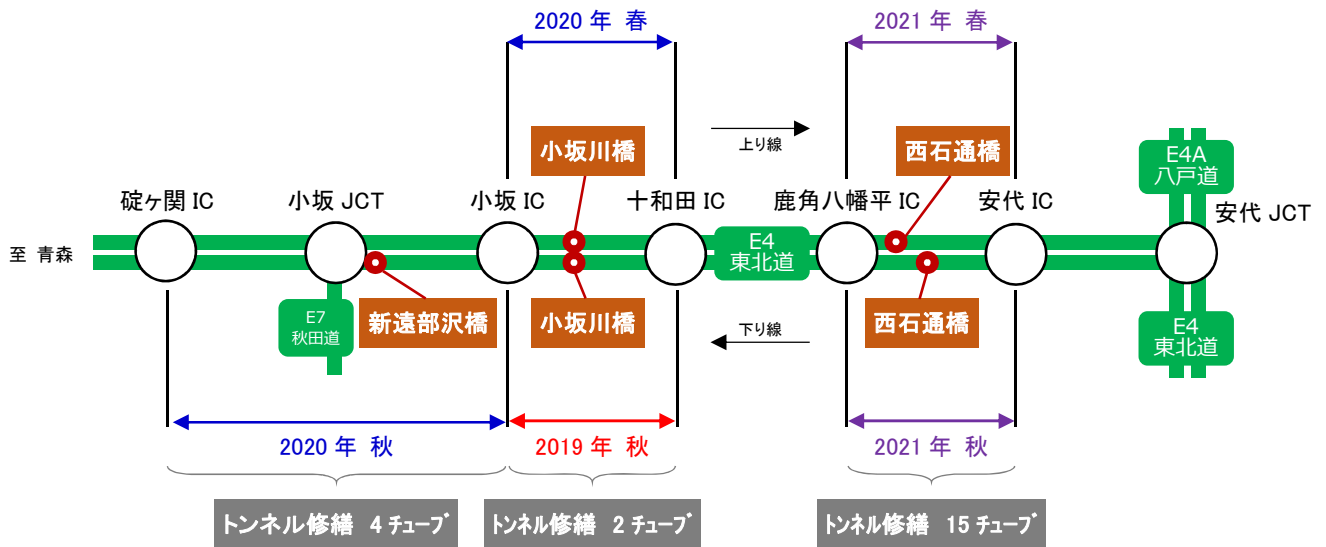 2020 年 春
2021 年 春
小坂川橋
上り線
西石通橋
E4A
八戸道
碇ヶ関 IC
小坂 JCT
小坂 IC
十和田 IC
鹿角八幡平 IC
安代 IC
安代 JCT
至 青森
E4
東北道
E7
秋田道
新遠部沢橋
小坂川橋
下り線
西石通橋
E4
東北道
2020 年 秋
2019 年 秋
2021 年 秋
トンネル修繕 4 チューブ
トンネル修繕 2 チューブ
トンネル修繕 15 チューブ